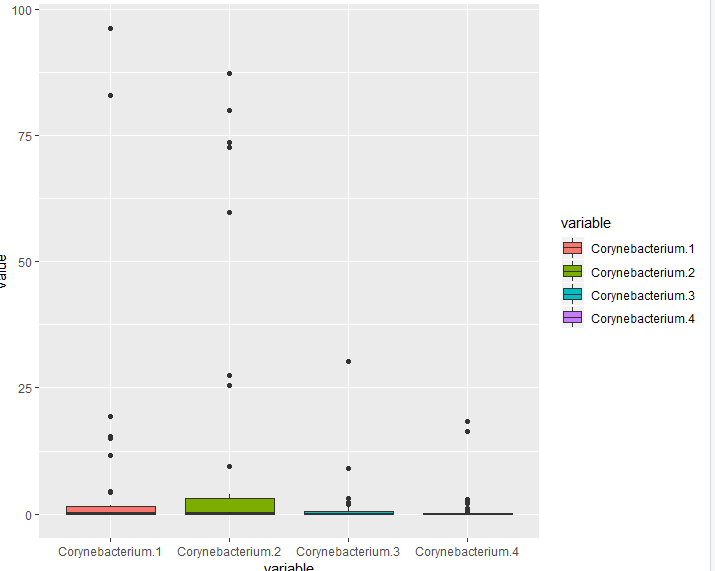 100
75
50
25
0
value
Corynebacterium.1 Corynebacterium.2 Corynebacterium.3 Corynebacterium.4
variable
variable
Corynebacterium.1
Corynebacterium.2
Corynebacterium.3
Corynebacterium.4